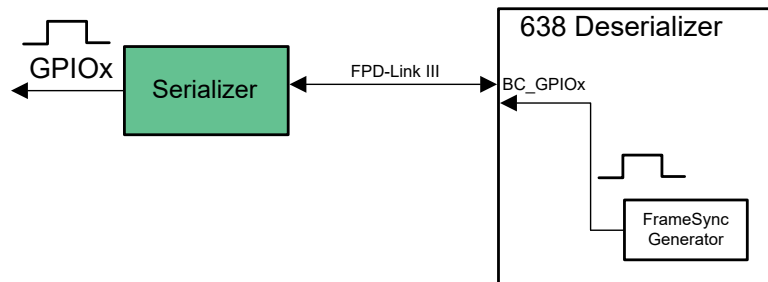 638 Deserializer
GPIOx
Serializer
FPD-Link III
BC_GPIOx
FrameSync
Generator